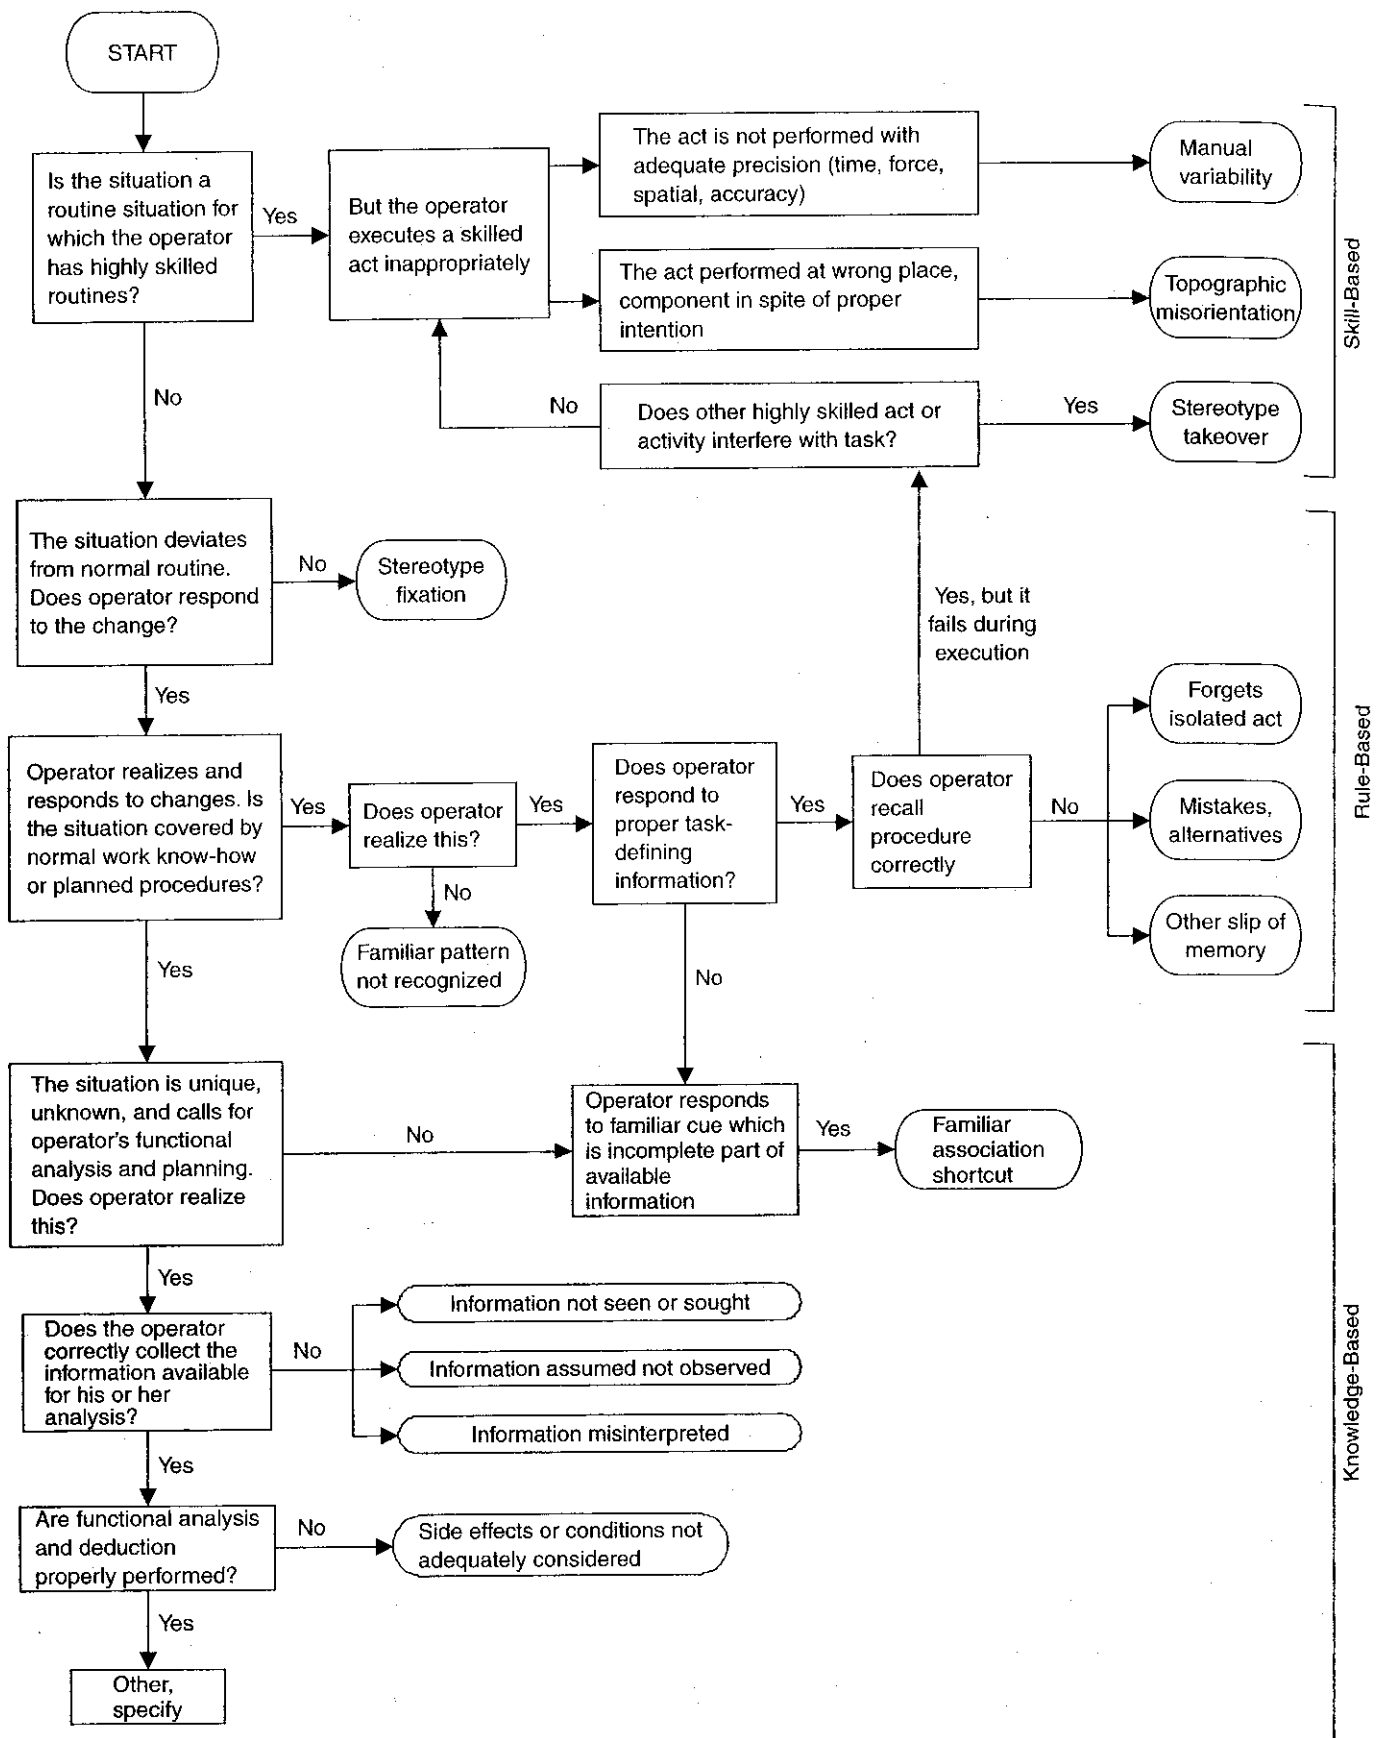 START
Is the situation a
routine situation for
which the operator
has highly skilled
routines?
Yes
But the operator
executes a skilled
act inappropriately
The act is not performed with
adequate precision (time, force,
spatial, accuracy)
Manual
variability
The act performed at wrong place,
component in spite of proper
intention
Topographic
misorientation
No
Does other highly skilled act or
activity interfere with task?
Yes
Stereotype
takeover
Skill-Based
No
The situation deviates
from normal routine.
Does operator respond
to the change?
No
Stereotype
fixation
Yes, but it
fails during
execution
Yes
Operator realizes and
responds to changes. Is
the situation covered by
normal work know-how
or planned procedures?
Yes
Does operator
realize this?
Yes
Does operator
respond to
proper task-
defining
information?
Yes
Does operator
recall
procedure
correctly
No
Forgets
isolated act
Mistakes,
alternatives
Other slip of
memory
Rule-Based
No
Familiar pattern
not recognized
Yes
No
The situation is unique,
unknown, and calls for
operator's functional
analysis and planning.
Does operator realize
this?
No
Operator responds
to familiar cue which
is incomplete part of
available
information
Yes
Familiar
association
shortcut
Yes
Does the operator
correctly collect the
information available
for his or her
analysis?
No
Information not seen or sought
Information assumed not observed
Information misinterpreted
Knowledge-Based
Yes
Are functional analysis
and deduction
properly performed?
No
Side effects or conditions not
adequately considered
Yes
Other,
specify